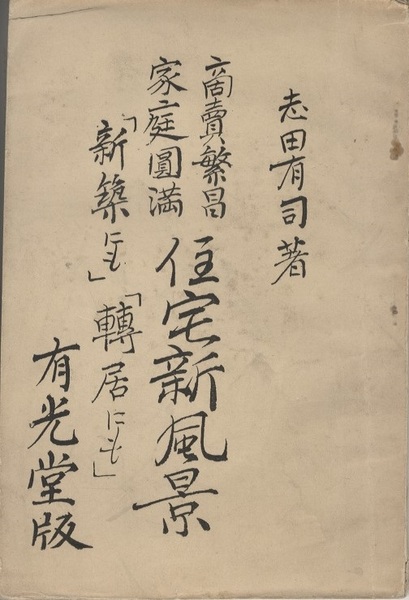 志田有司著
商賣繁昌
家庭圓満
住宅新風景
「新築にも」「轉居にも」
有光堂版